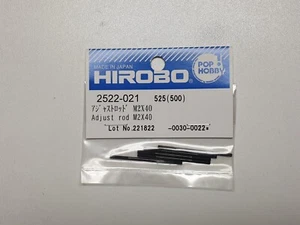 MADE IN JAPAN
HIROBO
POP
HOBBY
2522-021 525(500)
ｱｼﾞｬｽﾄﾛｯﾄﾞ M2X40
Adjust rod M2X40
"Lot No.221822 -0030-0022*